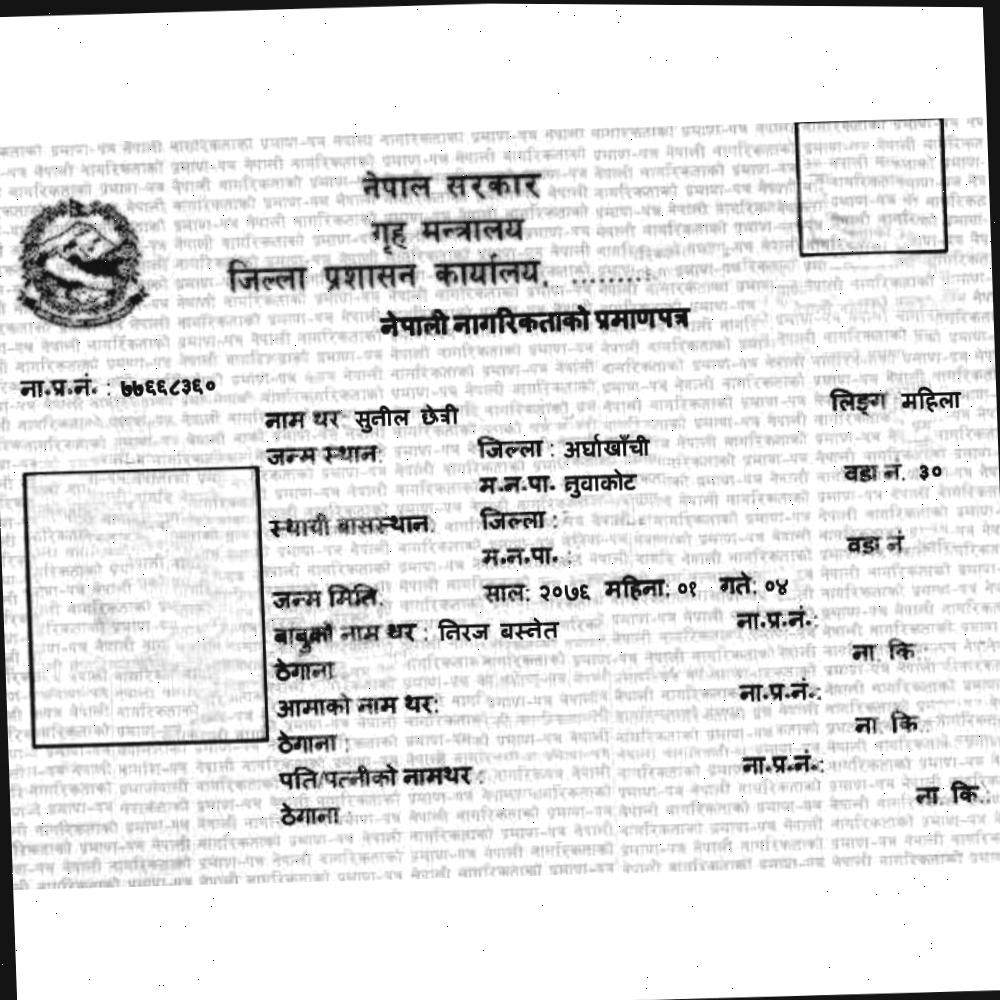 नेपाल सरकार
गृह मन्त्रालय
जिल्ला प्रशासन कार्यालय, ........
नेपाली नागरिकताको प्रमाणपत्र
ना.प्र.नं. : ७७६६८३६०
नाम थर सुनील छेत्री लिङ्ग महिला
जन्म स्थान: जिल्ला : अर्घाखाँची
म.न.पा. नुवाकोट वडा नं. ३०
स्थायी बासस्थान: जिल्ला :
म.न.पा. : वडा नं.
जन्म मिति: साल: २०७६ महिना: ०१ गते: ०४
बाबुको नाम थर : निरज बस्नेत ना.प्र.नं.:
ठेगाना ना. कि.:
आमाको नाम थर: ना.प्र.नं.:
ठेगाना : ना. कि.:
पति/पत्नीको नामथर : ना.प्र.नं.:
ठेगाना : ना. कि.: